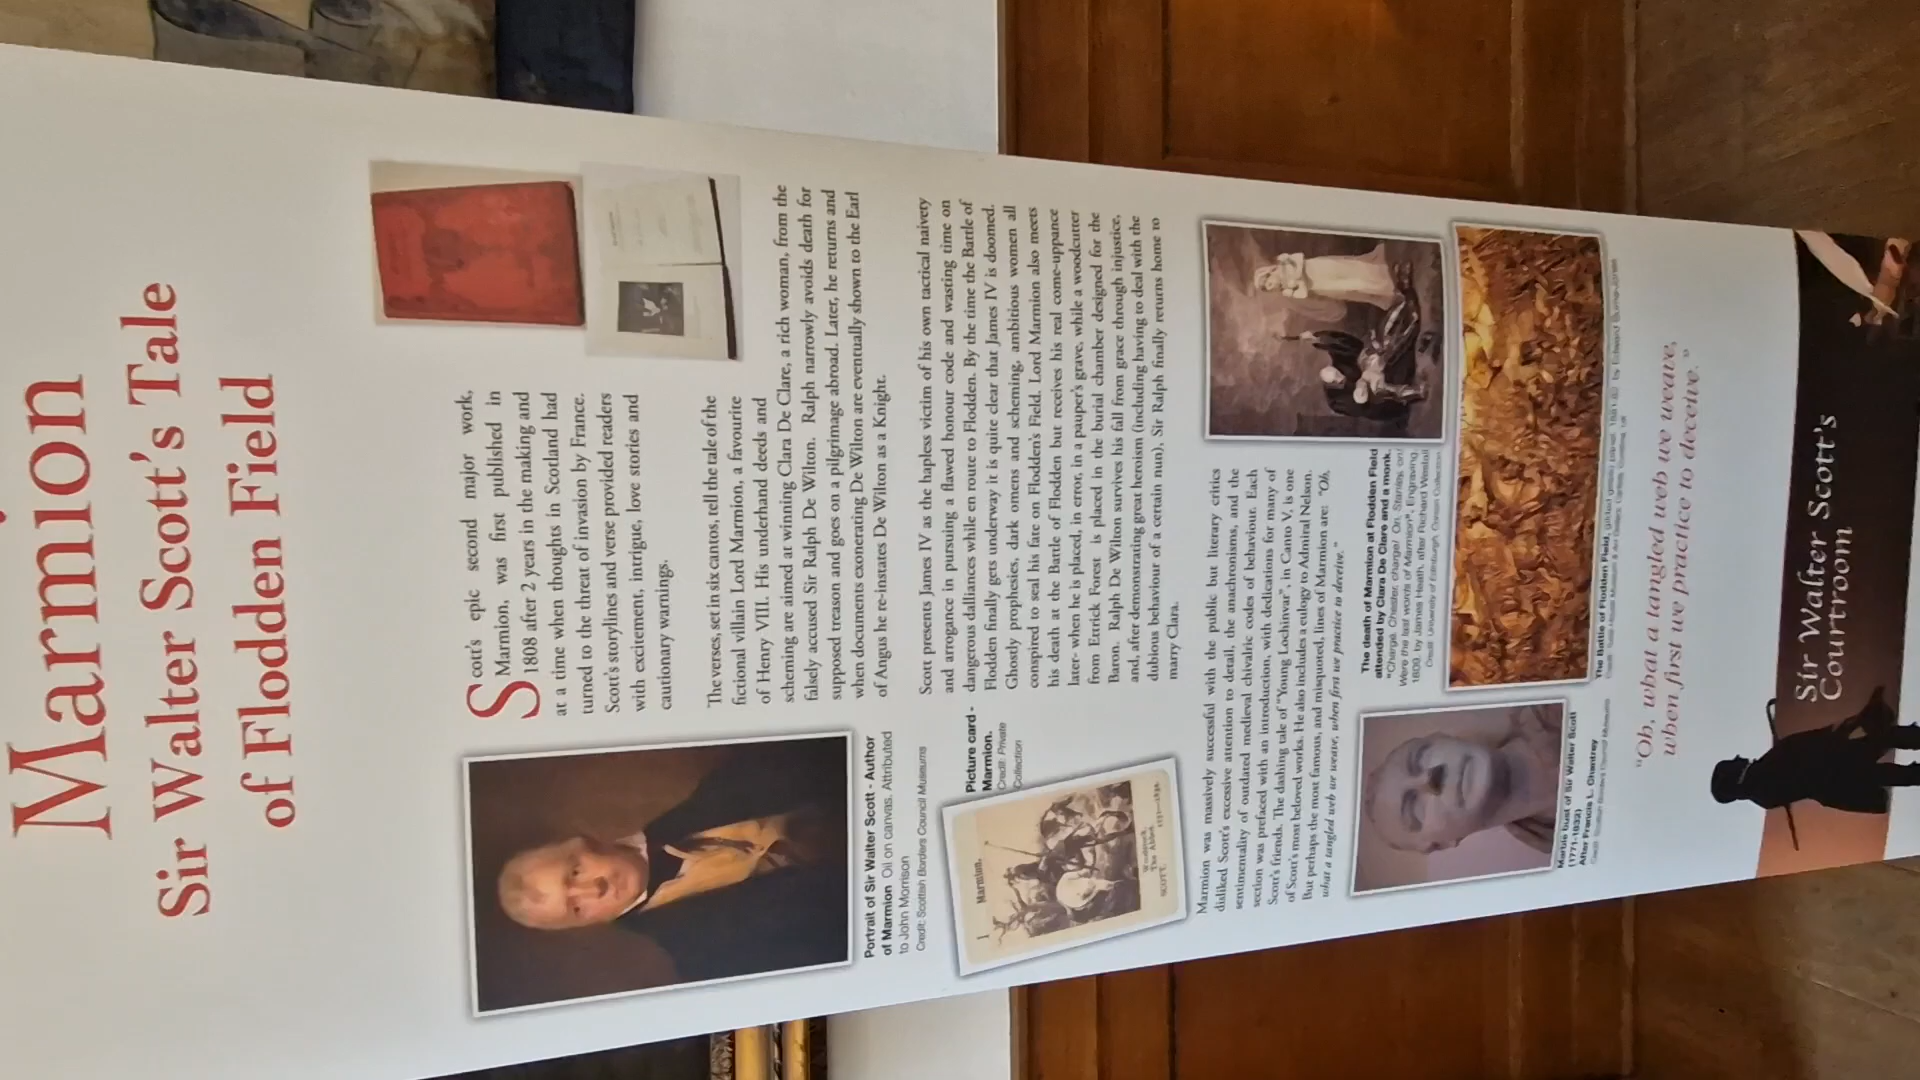 Marmion
Sir Walter Scott's Tale
of Flodden Field
Scott's epic second major work,
Marmion, was first published in
1808 after 2 years in the making and
at a time when thoughts in Scotland had
turned to the threat of invasion by France.
Scott's storylines and verse provided readers
with excitement, intrigue, love stories and
cautionary warnings.
The verses, set in six cantos, tell the tale of the
fictional villain Lord Marmion, a favourite
of Henry VIII. His underhand deeds and
scheming are aimed at winning Clara De Clare, a rich woman, from the
falsely accused Sir Ralph De Wilton. Ralph narrowly avoids death for
supposed treason and goes on a pilgrimage abroad. Later, he returns and
when documents exonerating De Wilton are eventually shown to the Earl
of Angus he re-instates De Wilton as a Knight.
Portrait of Sir Walter Scott - Author
of Marmion Oil on canvas. Attributed
to John Morrison
Credit: Scottish Borders Council Museums
Scott presents James IV as the hapless victim of his own tactical naivery
and arrogance in pursuing a flawed honour code and wasting time on
dangerous dalliances while en route to Flodden. By the time the Battle of
Flodden finally gets underway it is quite clear that James IV is doomed.
Ghostly prophesies, dark omens and scheming, ambitious women all
conspired to seal his fate on Flodden's Field. Lord Marmion also meets
his death at the Battle of Flodden but receives his real come-uppance
later- when he is placed, in error, in a pauper's grave, while a woodcutter
from Ettrick Forest is placed in the burial chamber designed for the
Baron. Ralph De Wilton survives his fall from grace through injustice,
and, after demonstrating great heroism (including having to deal with the
dubious behaviour of a certain nun), Sir Ralph finally returns home to
marry Clara.
Picture card -
Marmion.
Credit: Private
Collection
Marmion.
SCOTT.
Marmion was massively successful with the public but literary critics
disliked Scott's excessive attention to detail, the anachronisms, and the
sentimentality of outdated medieval chivalric codes of behaviour. Each
section was prefaced with an introduction, with dedications for many of
Scott's friends. The dashing tale of "Young Lochinvar", in Canto V, is one
of Scott's most beloved works. He also includes a eulogy to Admiral Nelson.
But perhaps the most famous, and misquoted, lines of Marmion are: "Oh,
what a tangled web we weave, when first we practice to deceive."
The death of Marmion at Flodden Field
attended by Clara De Clare and a monk.
"Charge, Chester, charge! On, Stanley, on!
Were the last words of Marmion". Engraving,
1809, by James Heath, after Richard Westall
Credit: University of Edinburgh, Corson Collection
Marble bust of Sir Walter Scott
(1771-1832)
After Francis L. Chantrey
Credit: Scottish Borders Council Museums
The Battle of Flodden Field,
"Oh, what a tangled web we weave,
when first we practice to deceive."
Sir Walter Scott's
Courtroom